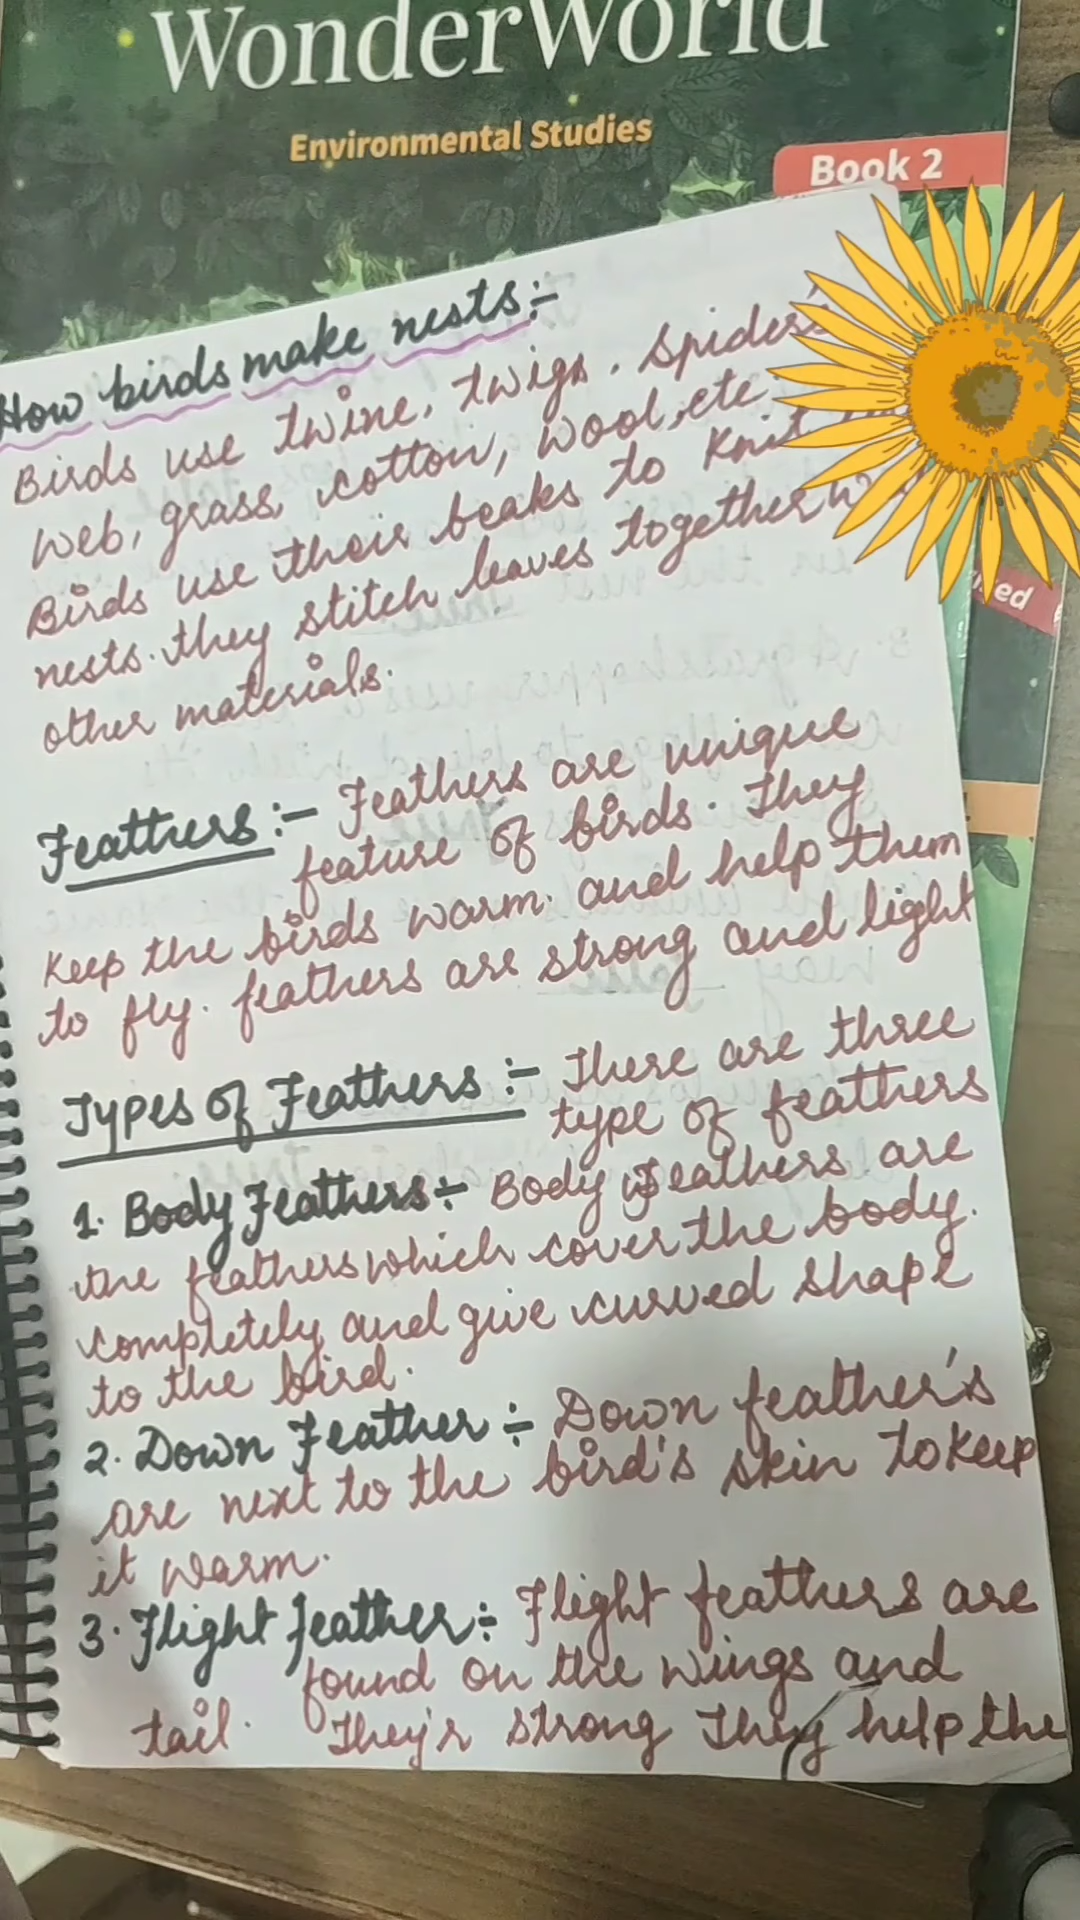 WonderWorld
Environmental Studies
Book 2
How birds make nests:-
Birds use twine, twigs. Spider's
web, grass, cotton, wool, etc.
Birds use their beaks to knit
nests. they stitch leaves together
other materials.
Feathers:- Feathers are unique
feature of birds. They
keep the birds warm. and help them
to fly. feathers are strong and light
Types of Feathers:- There are three
type of feathers
1. Body Feathers:- Body Feathers are
the feathers which cover the body.
completely and give curved shape
to the bird.
2. Down Feather:- Down feather's
are next to the bird's skin to keep
it warm.
3. Flight Feather:- Flight feathers are
found on the wings and
tail. They'r strong They help the